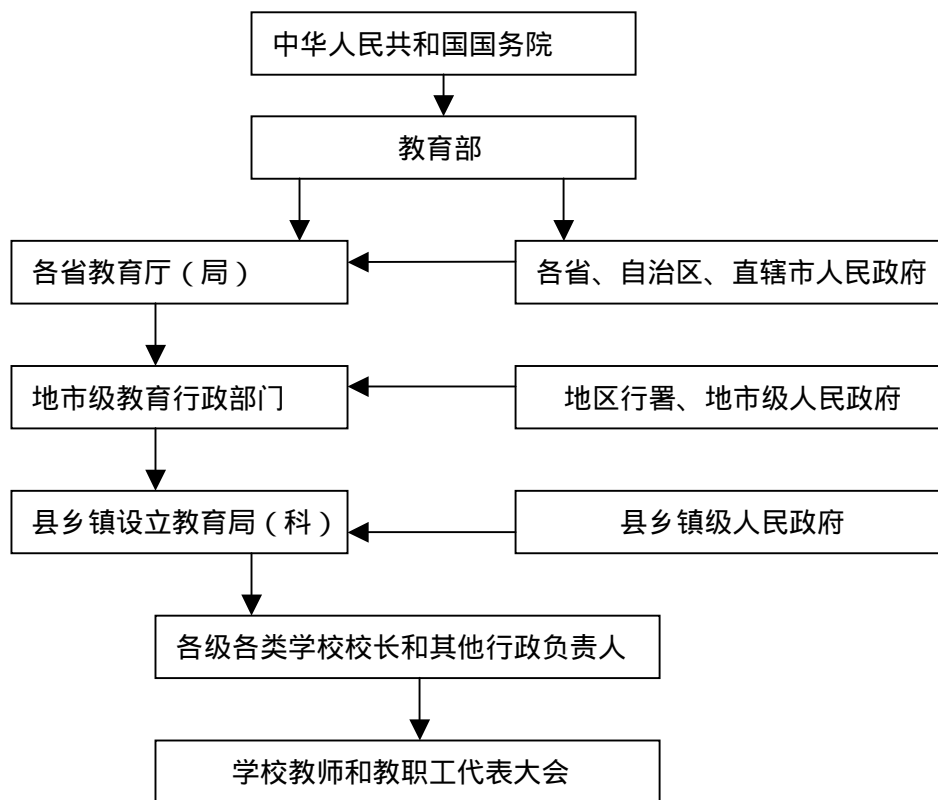 中华人民共和国国务院
教育部
各省教育厅（局）
各省、自治区、直辖市人民政府
地市级教育行政部门
地区行署、地市级人民政府
县乡镇设立教育局（科）
县乡镇级人民政府
各级各类学校校长和其他行政负责人
学校教师和教职工代表大会